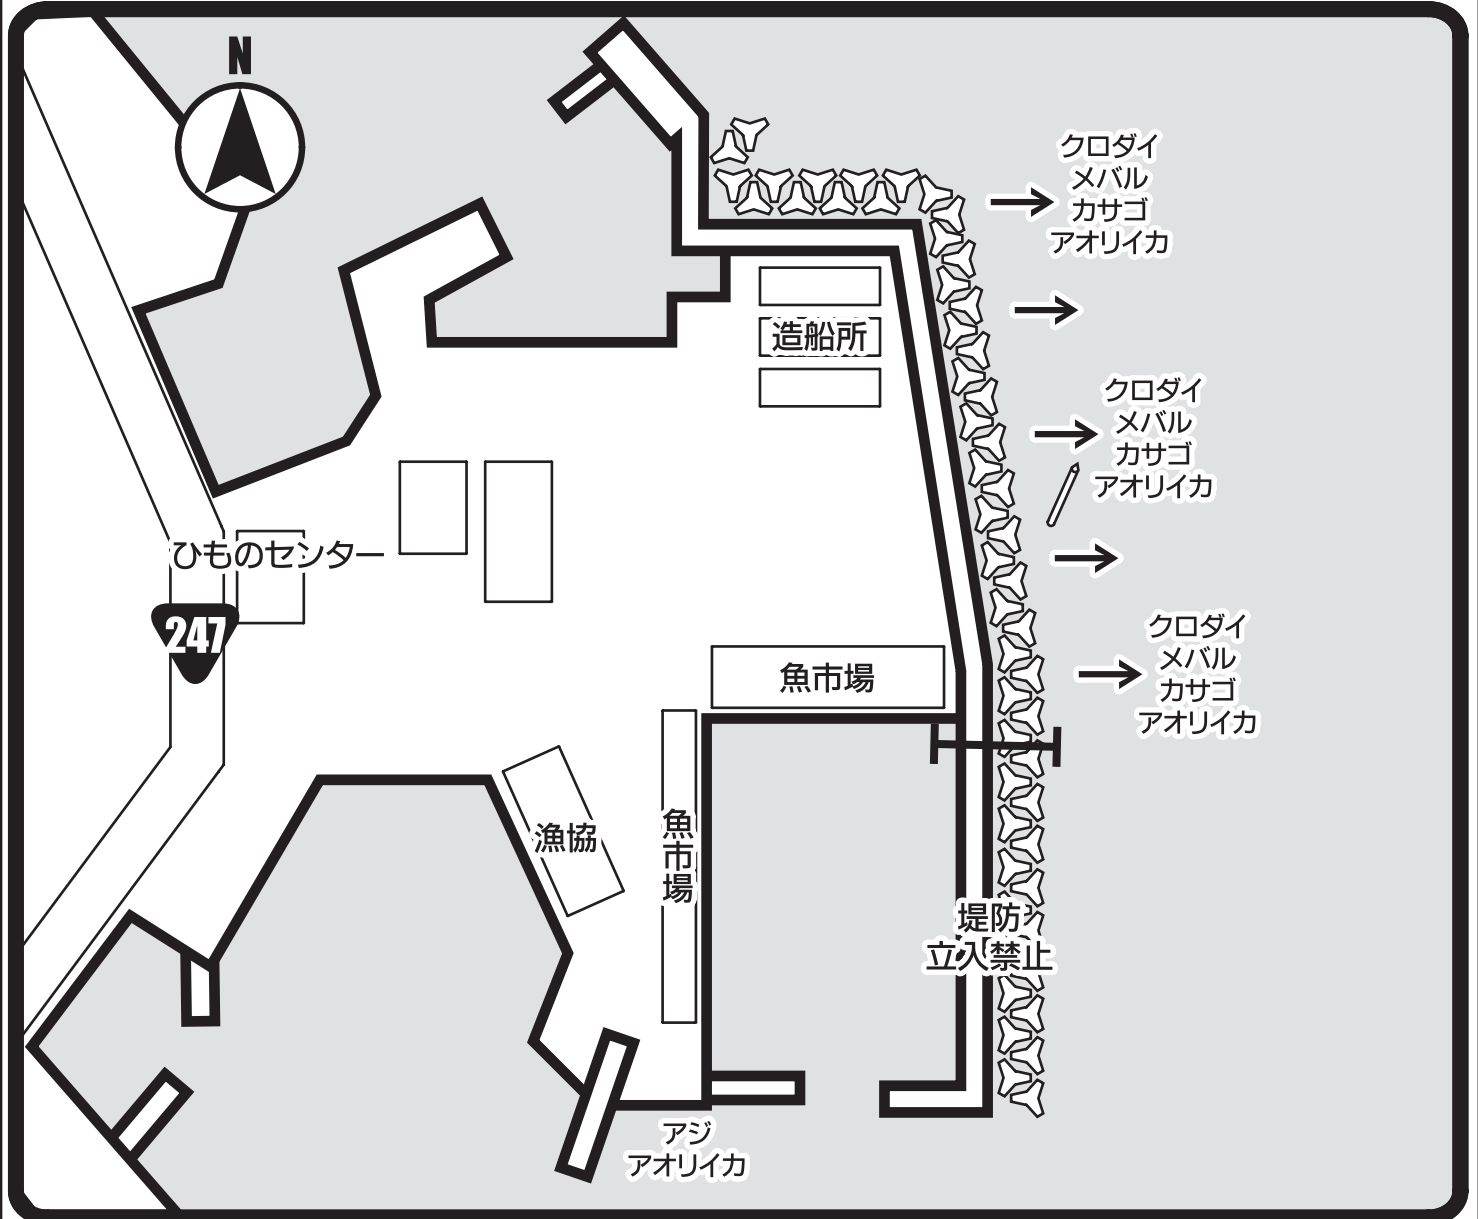 N
クロダイ
メバル
カサゴ
アオリイカ
造船所
クロダイ
メバル
カサゴ
アオリイカ
ひものセンター
247
クロダイ
メバル
カサゴ
アオリイカ
魚市場
漁協
魚市場
堤防
立入禁止
アジ
アオリイカ